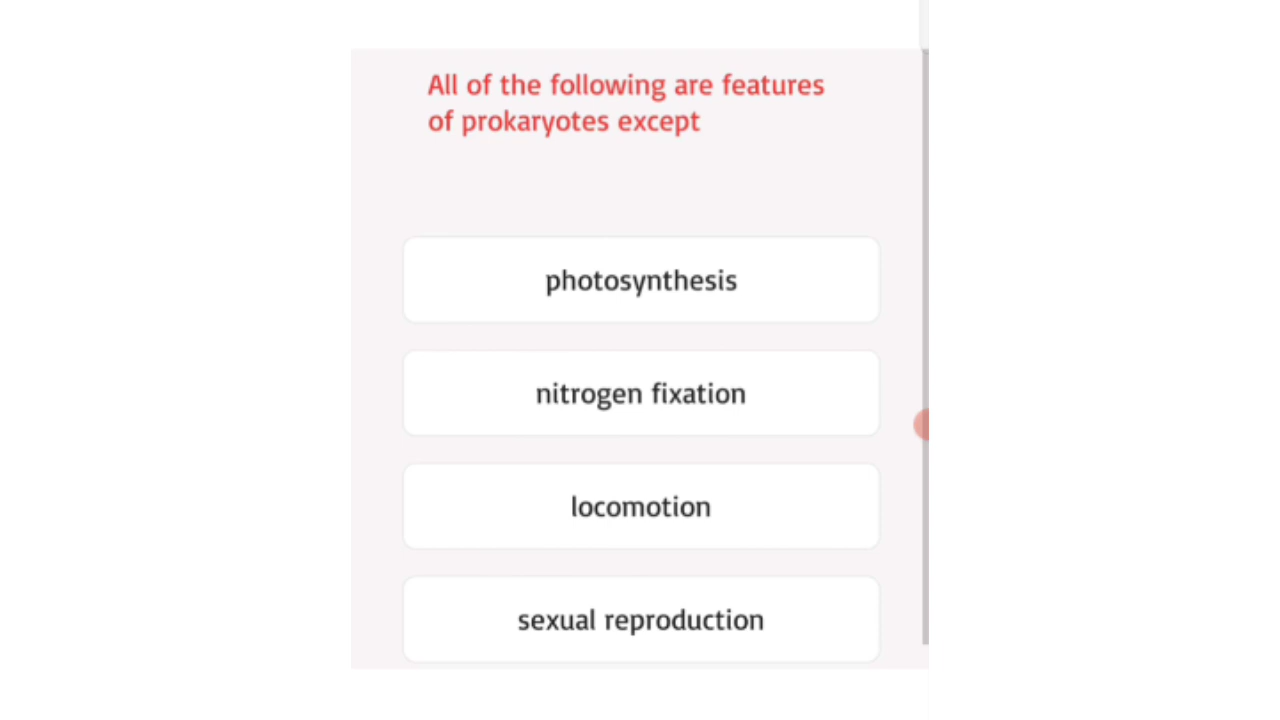 All of the following are features
of prokaryotes except
photosynthesis
nitrogen fixation
locomotion
sexual reproduction